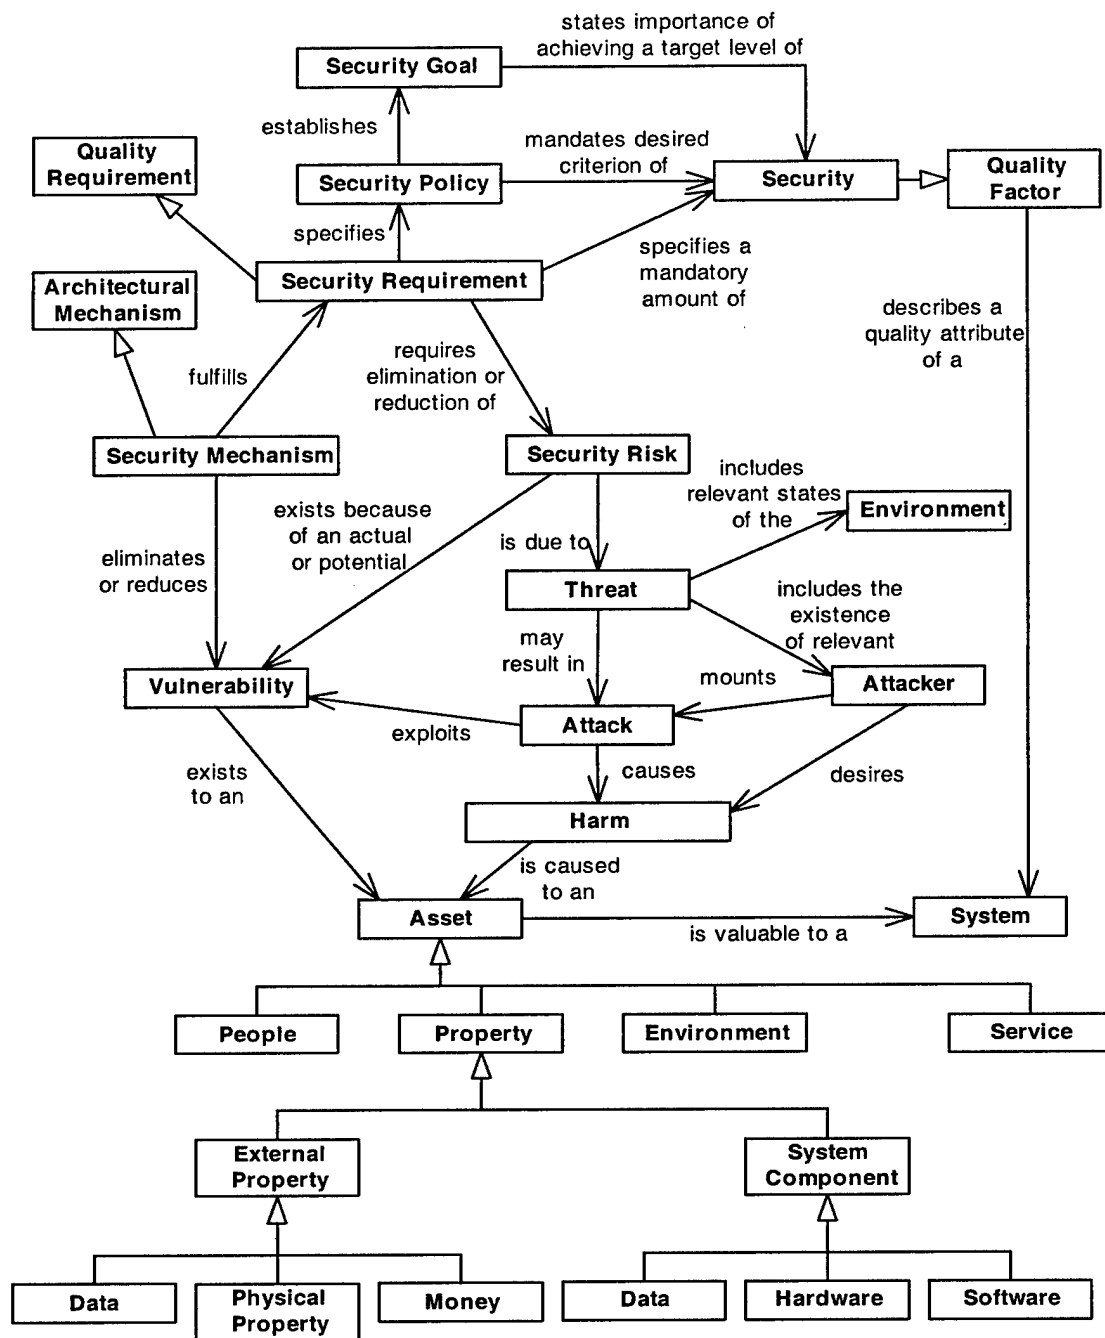 states importance of
achieving a target level of
Security Goal
establishes
mandates desired
criterion of
Quality
Requirement
Security Policy
Security
Quality
Factor
specifies
specifies a
mandatory
amount of
Security Requirement
Architectural
Mechanism
describes a
quality attribute
of a
requires
elimination or
reduction of
fulfills
Security Mechanism
Security Risk
includes
relevant states
of the
Environment
exists because
of an actual
or potential
is due to
eliminates
or reduces
Threat
includes the
existence
of relevant
may
result in
Vulnerability
mounts
Attacker
Attack
exploits
causes
desires
exists
to an
Harm
is caused
to an
Asset
is valuable to a
System
People
Property
Environment
Service
External
Property
System
Component
Data
Physical
Property
Money
Data
Hardware
Software